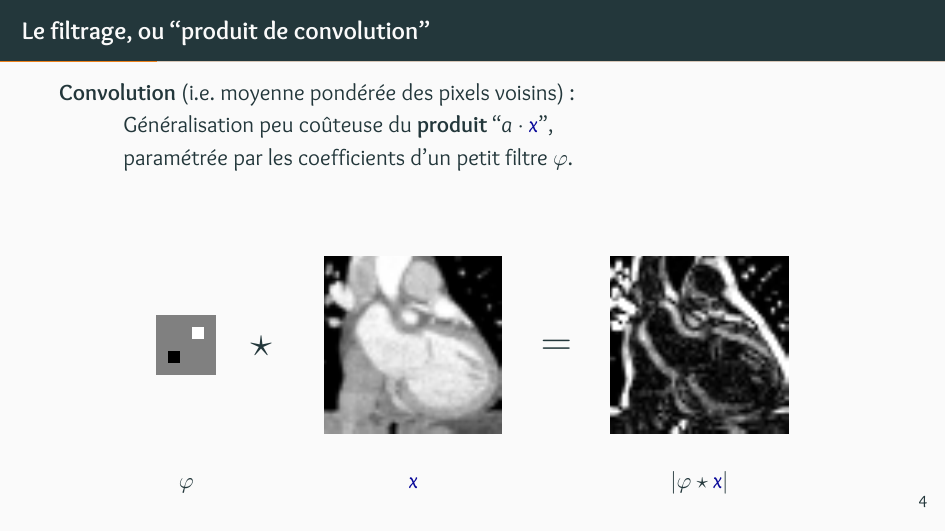 Le filtrage, ou “produit de convolution”
Convolution (i.e. moyenne pondérée des pixels voisins) :
Généralisation peu coûteuse du produit “a · x”,
paramétrée par les coefficients d’un petit filtre φ.
⋆ =
φ x |φ ⋆ x|
4